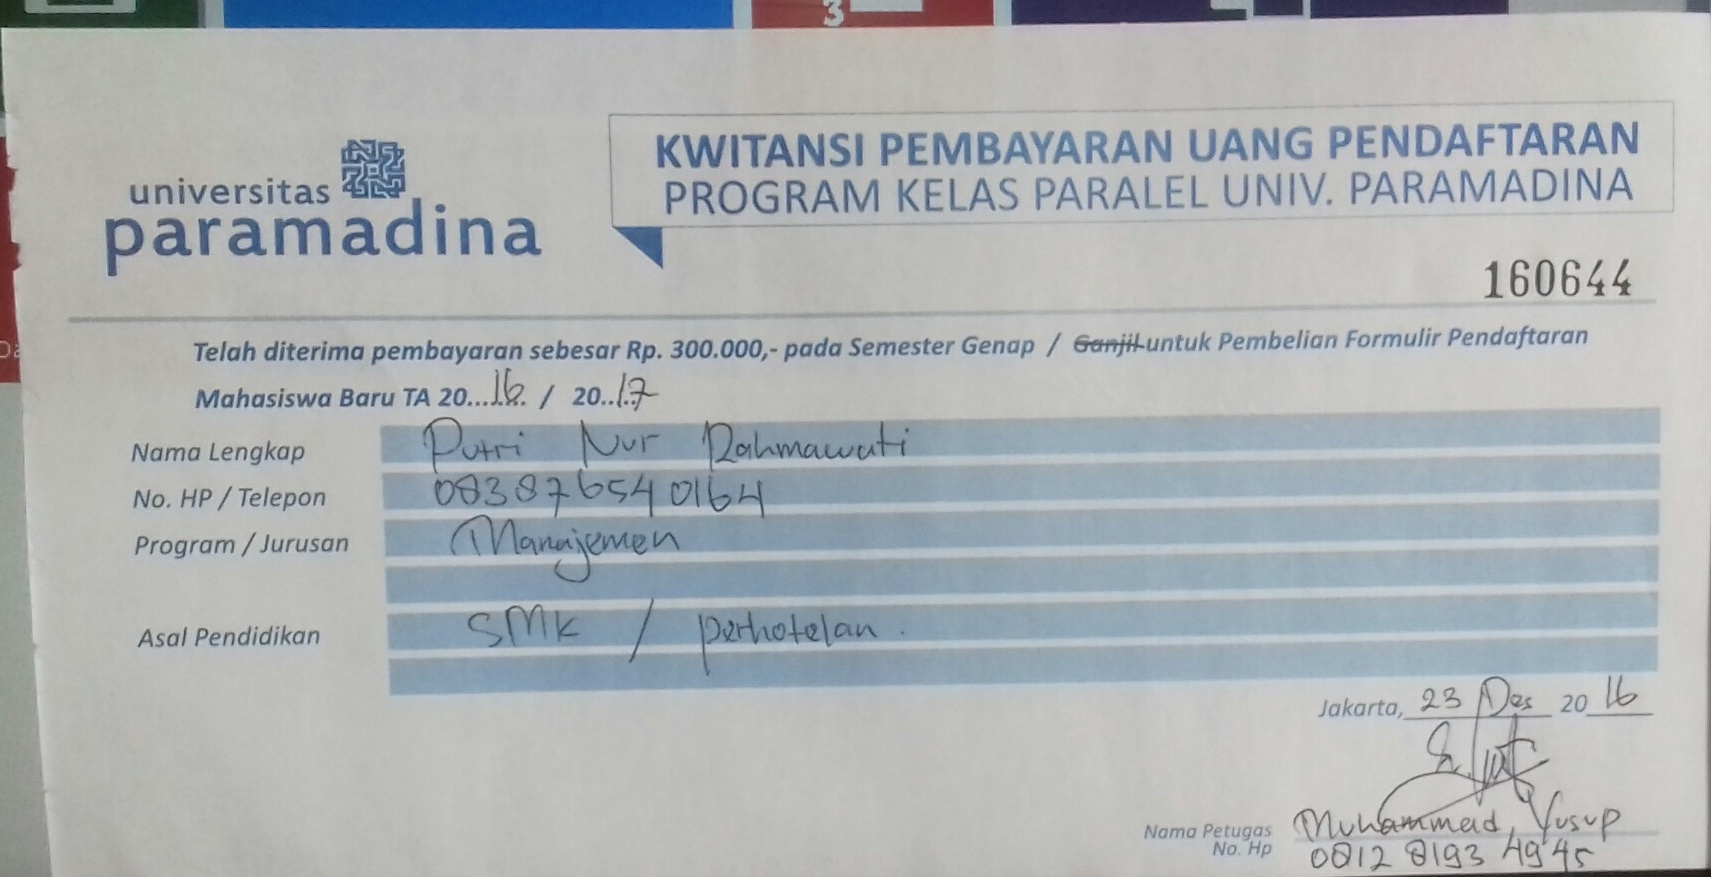 3
universitas
paramadina
KWITANSI PEMBAYARAN UANG PENDAFTARAN
PROGRAM KELAS PARALEL UNIV. PARAMADINA
160644
Telah diterima pembayaran sebesar Rp. 300.000,- pada Semester Genap / Ganjil untuk Pembelian Formulir Pendaftaran
Mahasiswa Baru TA 20...16.. / 20..17
Nama Lengkap Putri Nur Rahmawati
No. HP / Telepon 083876540164
Program / Jurusan Manajemen
Asal Pendidikan SMK / perhotelan.
Jakarta, 23 Des 2016
Nama Petugas Muhammad Yusup
No. Hp 0812 8193 4945